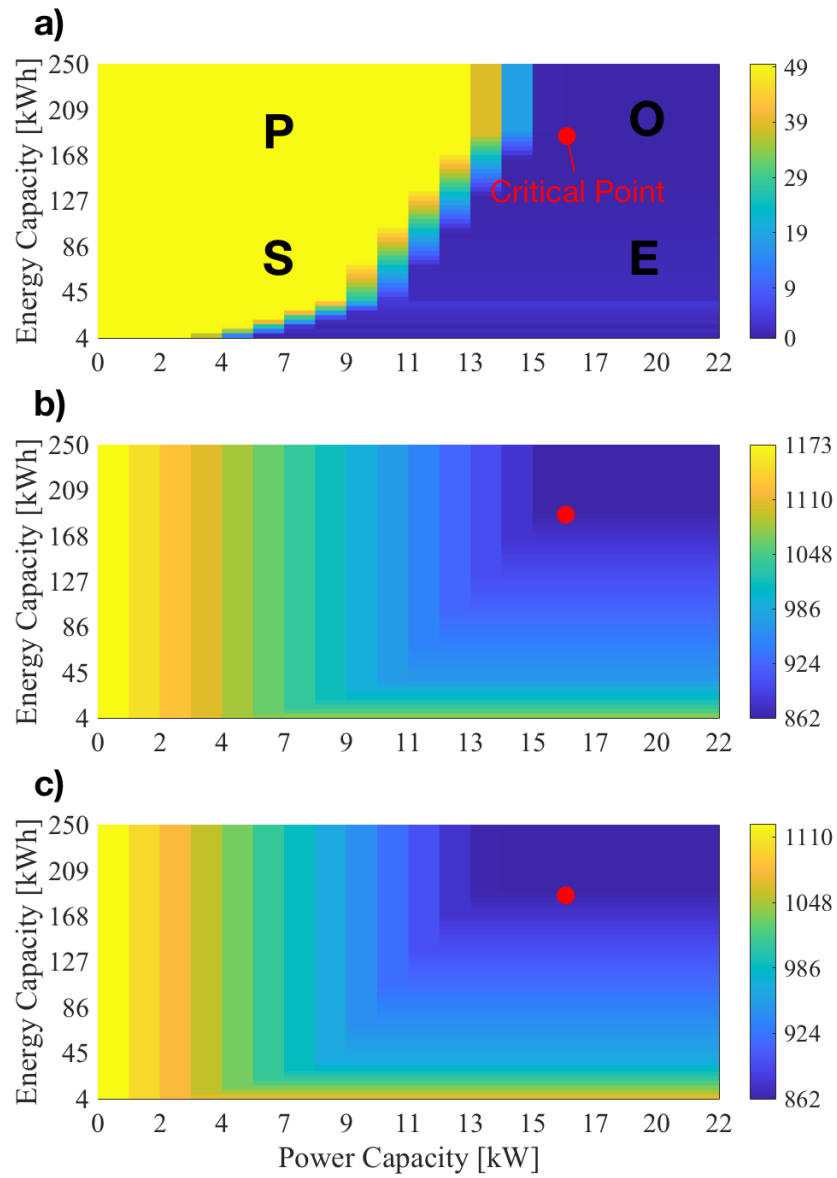 a)
Energy Capacity [kWh]
250
209
168
127
86
45
4
P
O
S
E
Critical Point
0 2 4 7 9 11 13 15 17 20 22
49
39
29
19
9
0
b)
Energy Capacity [kWh]
250
209
168
127
86
45
4
0 2 4 7 9 11 13 15 17 20 22
1173
1110
1048
986
924
862
c)
Energy Capacity [kWh]
250
209
168
127
86
45
4
0 2 4 7 9 11 13 15 17 20 22
Power Capacity [kW]
1110
1048
986
924
862